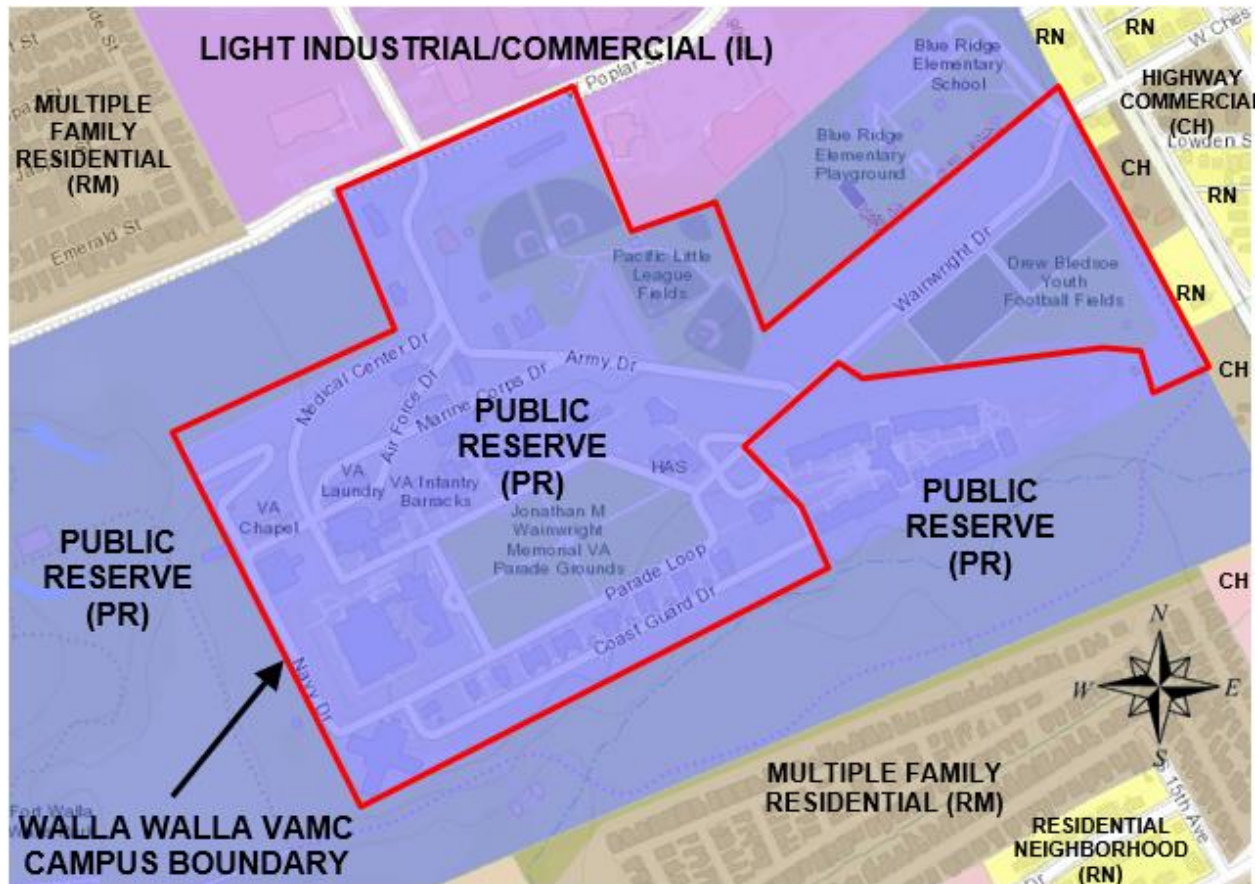 LIGHT INDUSTRIAL/COMMERCIAL (IL)
Poplar
Blue Ridge
Elementary
School
RN
RN
W Ches
HIGHWAY
COMMERCIAL
(CH)
Lowden S
MULTIPLE
FAMILY
RESIDENTIAL
(RM)
Emerald St
Blue Ridge
Elementary
Playground
CH
RN
Pacific Little
League
Fields
Wainwright Dr
Drew Bledsoe
Youth
Football Fields
RN
CH
Medical Center Dr
Air Force Dr
Marine Corps Dr
Army Dr
PUBLIC
RESERVE
(PR)
VA
Laundry
VA Infantry
Barracks
HAS
VA
Chapel
Jonathan M
Wainwright
Memorial VA
Parade Grounds
PUBLIC
RESERVE
(PR)
PUBLIC
RESERVE
(PR)
Parade Loop
Coast Guard Dr
CH
Navy Dr
N
W
E
S
MULTIPLE FAMILY
RESIDENTIAL (RM)
S 15th Ave
Fort Walla
WALLA WALLA VAMC
CAMPUS BOUNDARY
RESIDENTIAL
NEIGHBORHOOD
(RN)
Dr